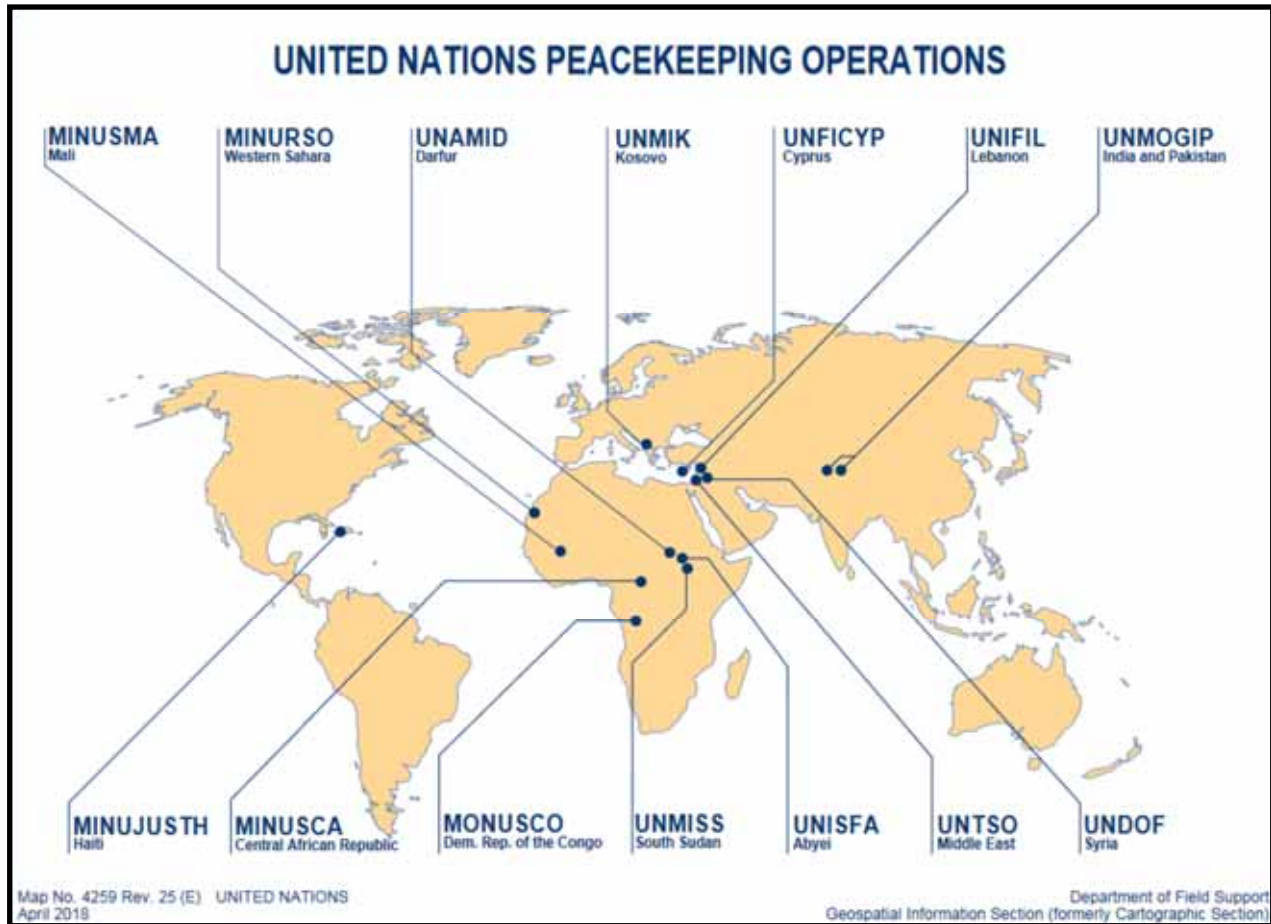 UNITED NATIONS PEACEKEEPING OPERATIONS
MINUSMA
Mali
MINURSO
Western Sahara
UNAMID
Darfur
UNMIK
Kosovo
UNFICYP
Cyprus
UNIFIL
Lebanon
UNMOGIP
India and Pakistan
MINUJUSTH
Haiti
MINUSCA
Central African Republic
MONUSCO
Dem. Rep. of the Congo
UNMISS
South Sudan
UNISFA
Abyei
UNTSO
Middle East
UNDOF
Syria
Map No. 4259 Rev. 25 (E) UNITED NATIONS
April 2018
Department of Field Support
Geospatial Information Section (formerly Cartographic Section)